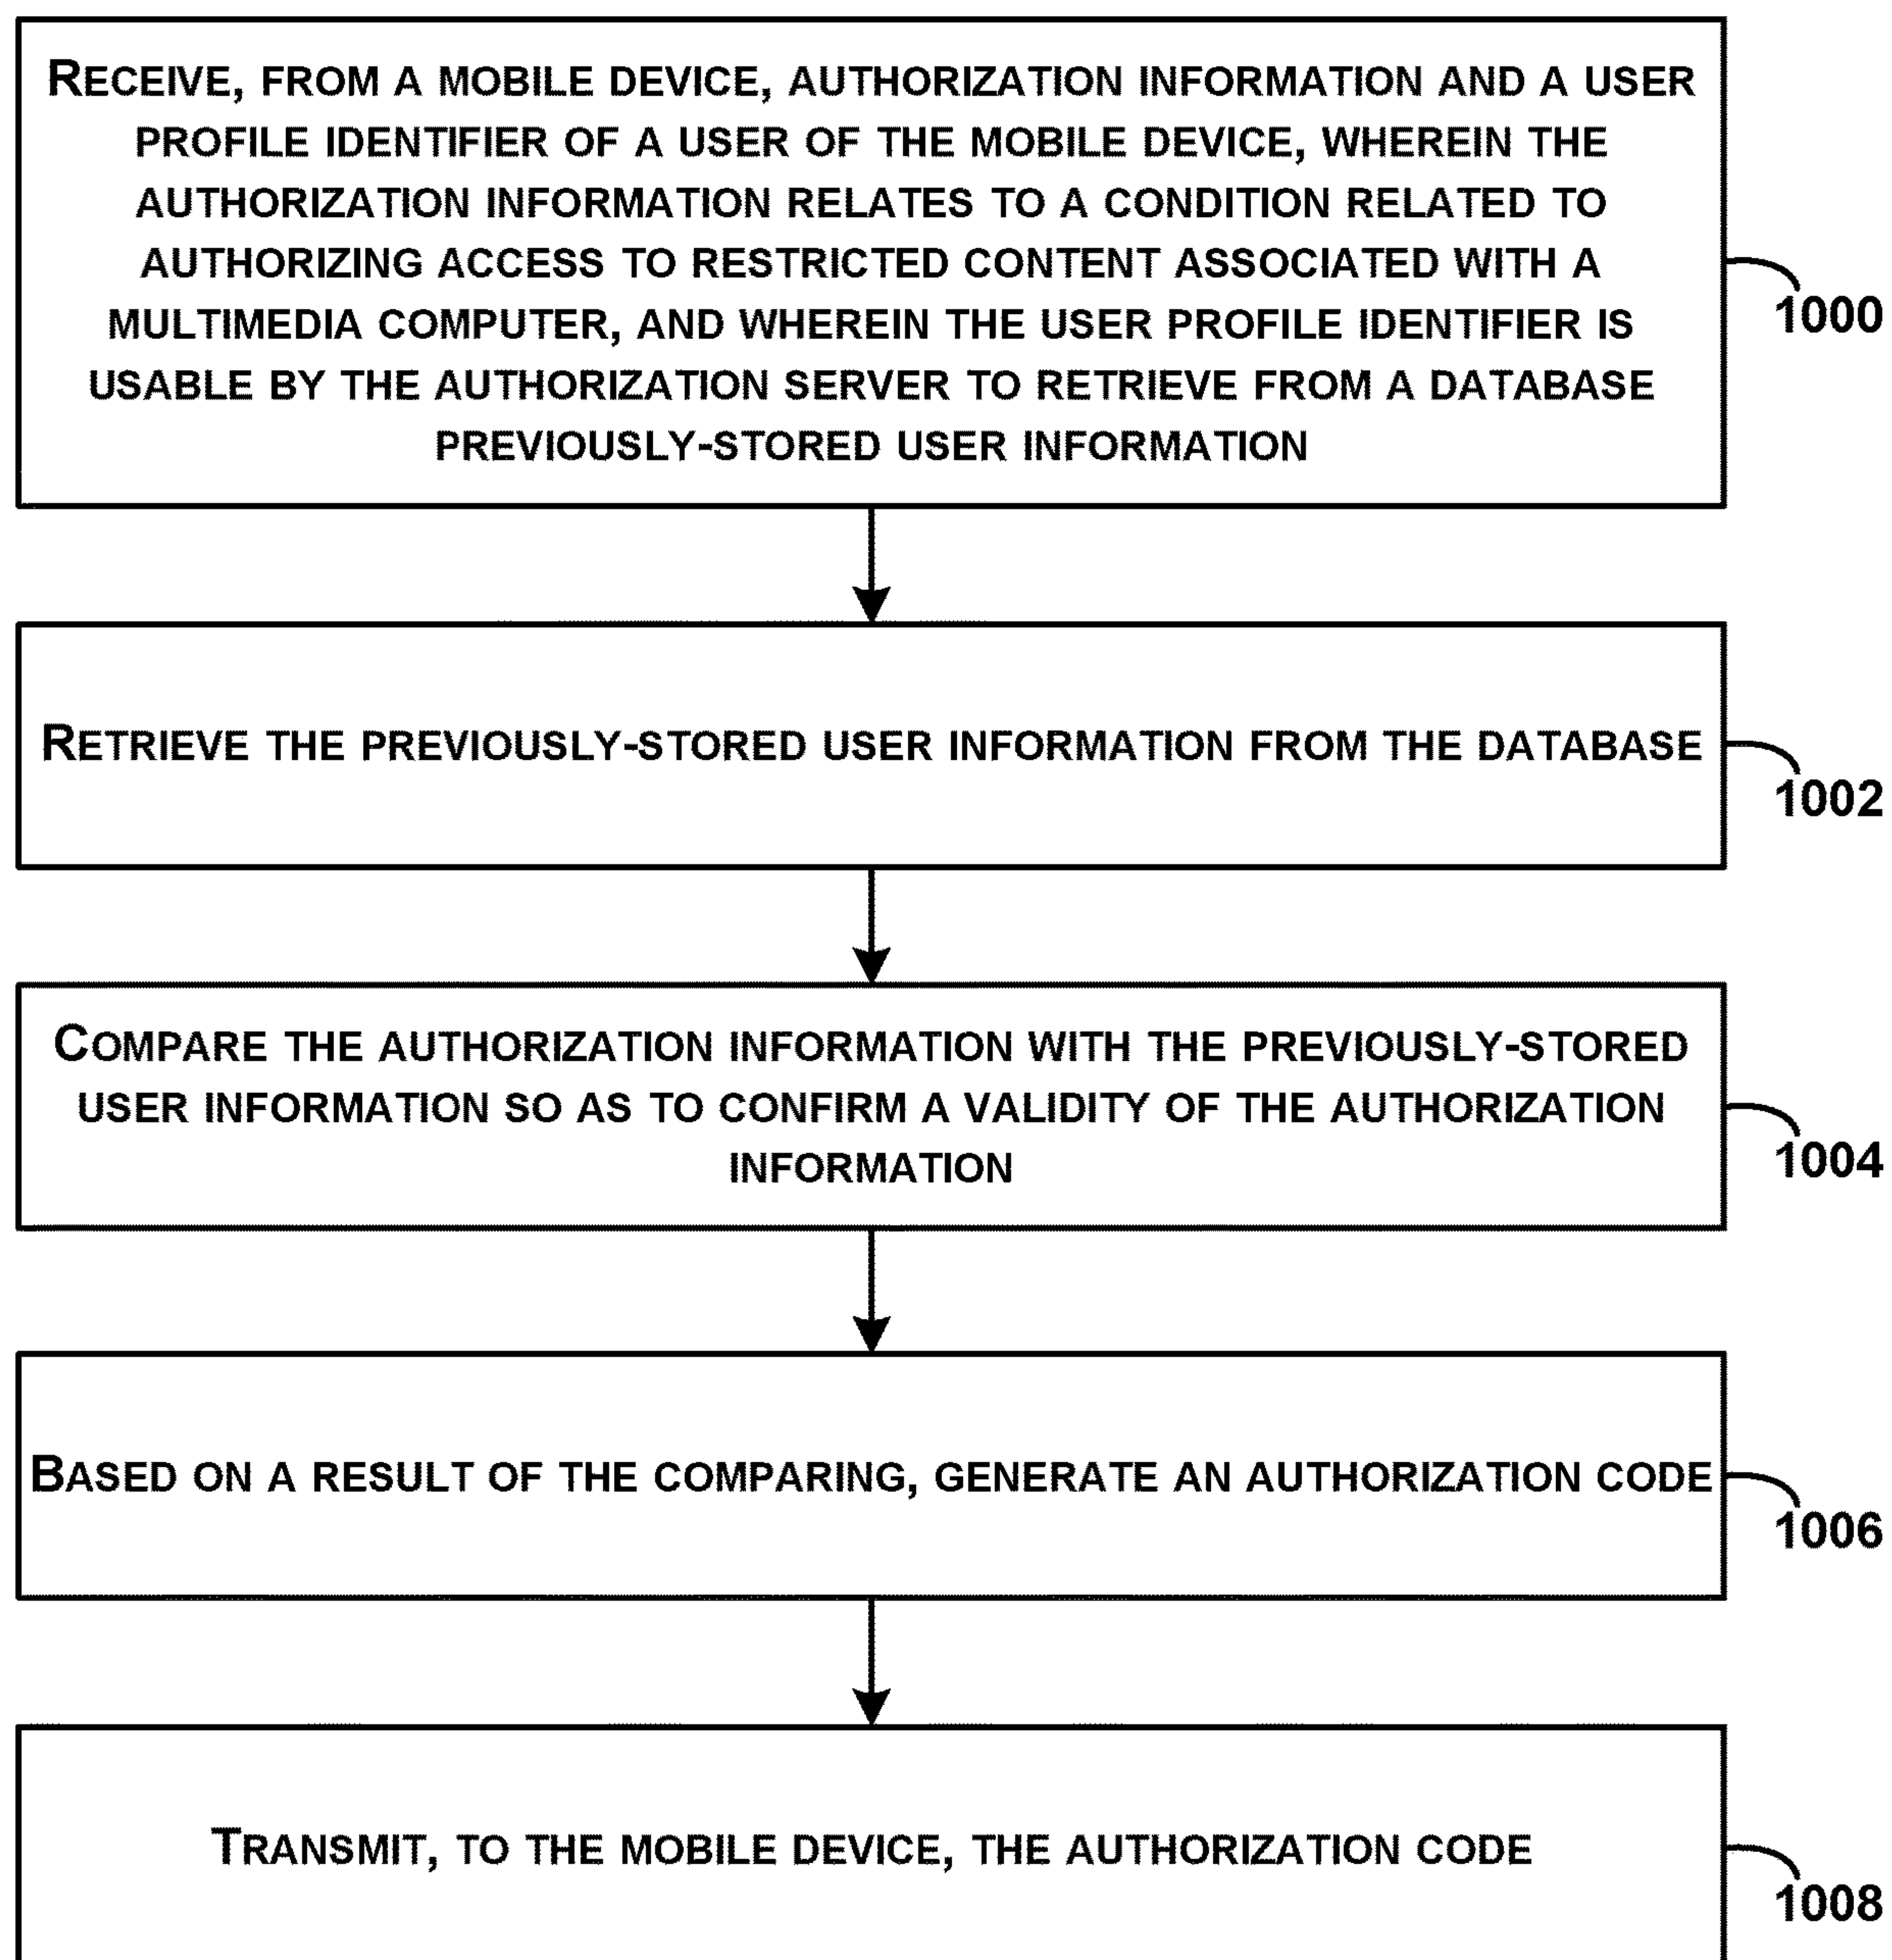 RECEIVE, FROM A MOBILE DEVICE, AUTHORIZATION INFORMATION AND A USER
PROFILE IDENTIFIER OF A USER OF THE MOBILE DEVICE, WHEREIN THE
AUTHORIZATION INFORMATION RELATES TO A CONDITION RELATED TO
AUTHORIZING ACCESS TO RESTRICTED CONTENT ASSOCIATED WITH A
MULTIMEDIA COMPUTER, AND WHEREIN THE USER PROFILE IDENTIFIER IS
USABLE BY THE AUTHORIZATION SERVER TO RETRIEVE FROM A DATABASE
PREVIOUSLY-STORED USER INFORMATION
1000
RETRIEVE THE PREVIOUSLY-STORED USER INFORMATION FROM THE DATABASE
1002
COMPARE THE AUTHORIZATION INFORMATION WITH THE PREVIOUSLY-STORED
USER INFORMATION SO AS TO CONFIRM A VALIDITY OF THE AUTHORIZATION
INFORMATION
1004
BASED ON A RESULT OF THE COMPARING, GENERATE AN AUTHORIZATION CODE
1006
TRANSMIT, TO THE MOBILE DEVICE, THE AUTHORIZATION CODE
1008